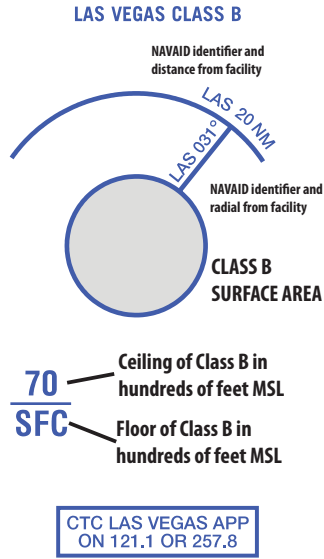 LAS VEGAS CLASS B
NAVAID identifier and
distance from facility
LAS 20 NM
LAS 031°
NAVAID identifier and
radial from facility
CLASS B
SURFACE AREA
70
Ceiling of Class B in
hundreds of feet MSL
SFC
Floor of Class B in
hundreds of feet MSL
CTC LAS VEGAS APP
ON 121.1 OR 257.8